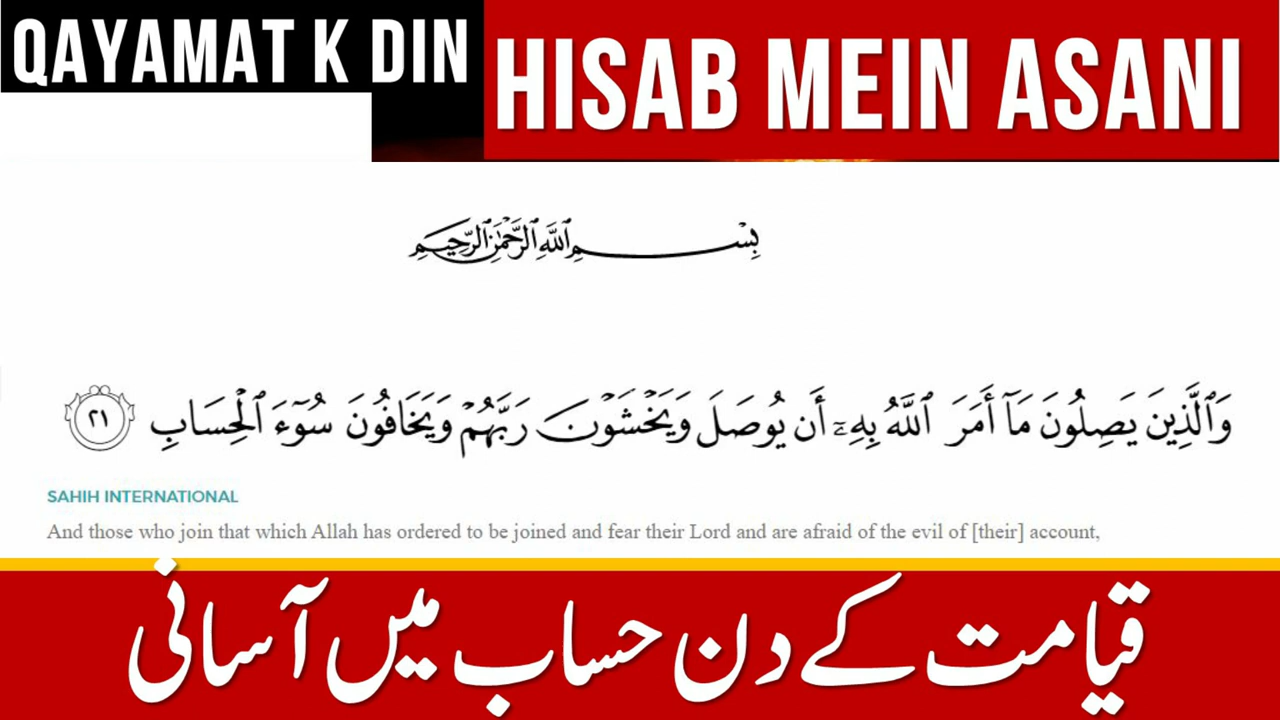 QAYAMAT K DIN
HISAB MEIN ASANI
بِسْمِ اللَّهِ الرَّحْمَٰنِ الرَّحِيمِ
وَالَّذِينَ يَصِلُونَ مَا أَمَرَ اللَّهُ بِهِ أَن يُوصَلَ وَيَخْشَوْنَ رَبَّهُمْ وَيَخَافُونَ سُوءَ الْحِسَابِ ٢١
SAHIH INTERNATIONAL
And those who join that which Allah has ordered to be joined and fear their Lord and are afraid of the evil of [their] account,
قیامت کے دن حساب میں آسانی